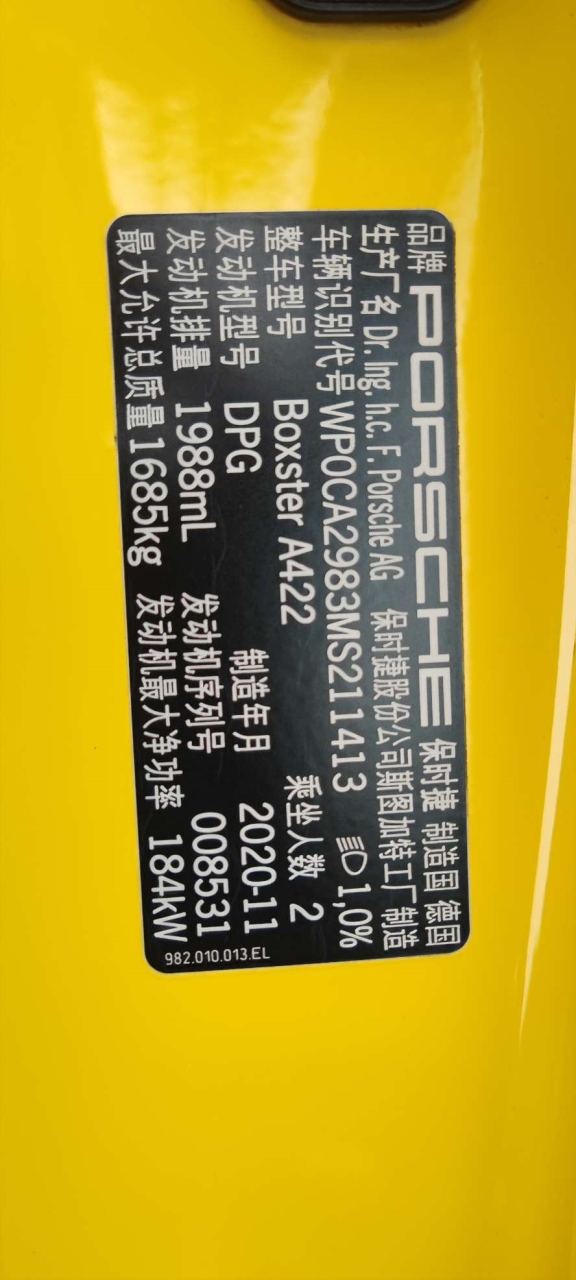 品牌 PORSCHE 保时捷 制造国 德国
生产厂名 Dr. Ing. h.c. F. Porsche AG 保时捷股份公司斯图加特工厂 制造
车辆识别代号 WP0CA2983MS211413 1,0%
整车型号 Boxster A422 乘坐人数 2
发动机型号 DPG 制造年月 2020-11
发动机排量 1988mL 发动机序列号 008531
最大允许总质量 1685kg 发动机最大净功率 184kW
982.010.013.EL